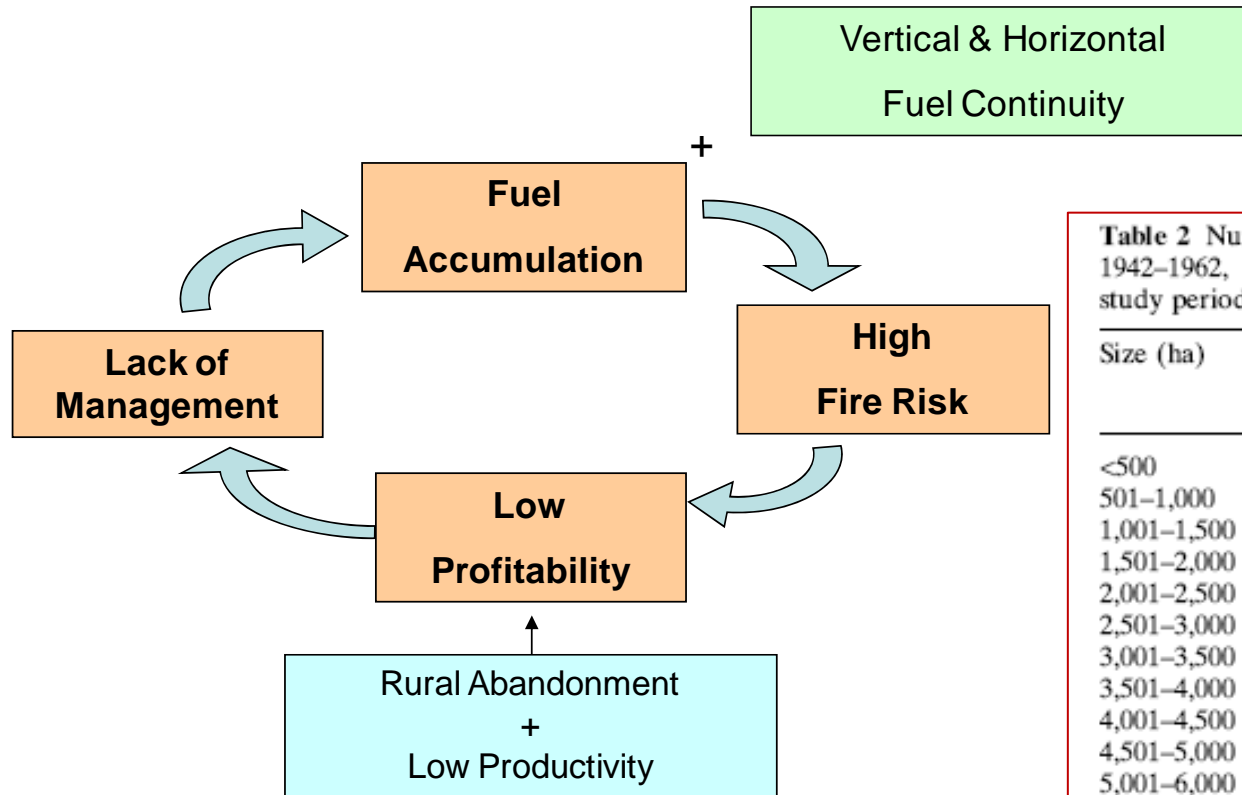 Vertical & Horizontal
Fuel Continuity
+
Fuel
Accumulation
High
Fire Risk
Lack of
Management
Low
Profitability
Rural Abandonment
+
Low Productivity
Table 2 Nu
1942–1962,
study period
Size (ha)
<500
501–1,000
1,001–1,500
1,501–2,000
2,001–2,500
2,501–3,000
3,001–3,500
3,501–4,000
4,001–4,500
4,501–5,000
5,001–6,000